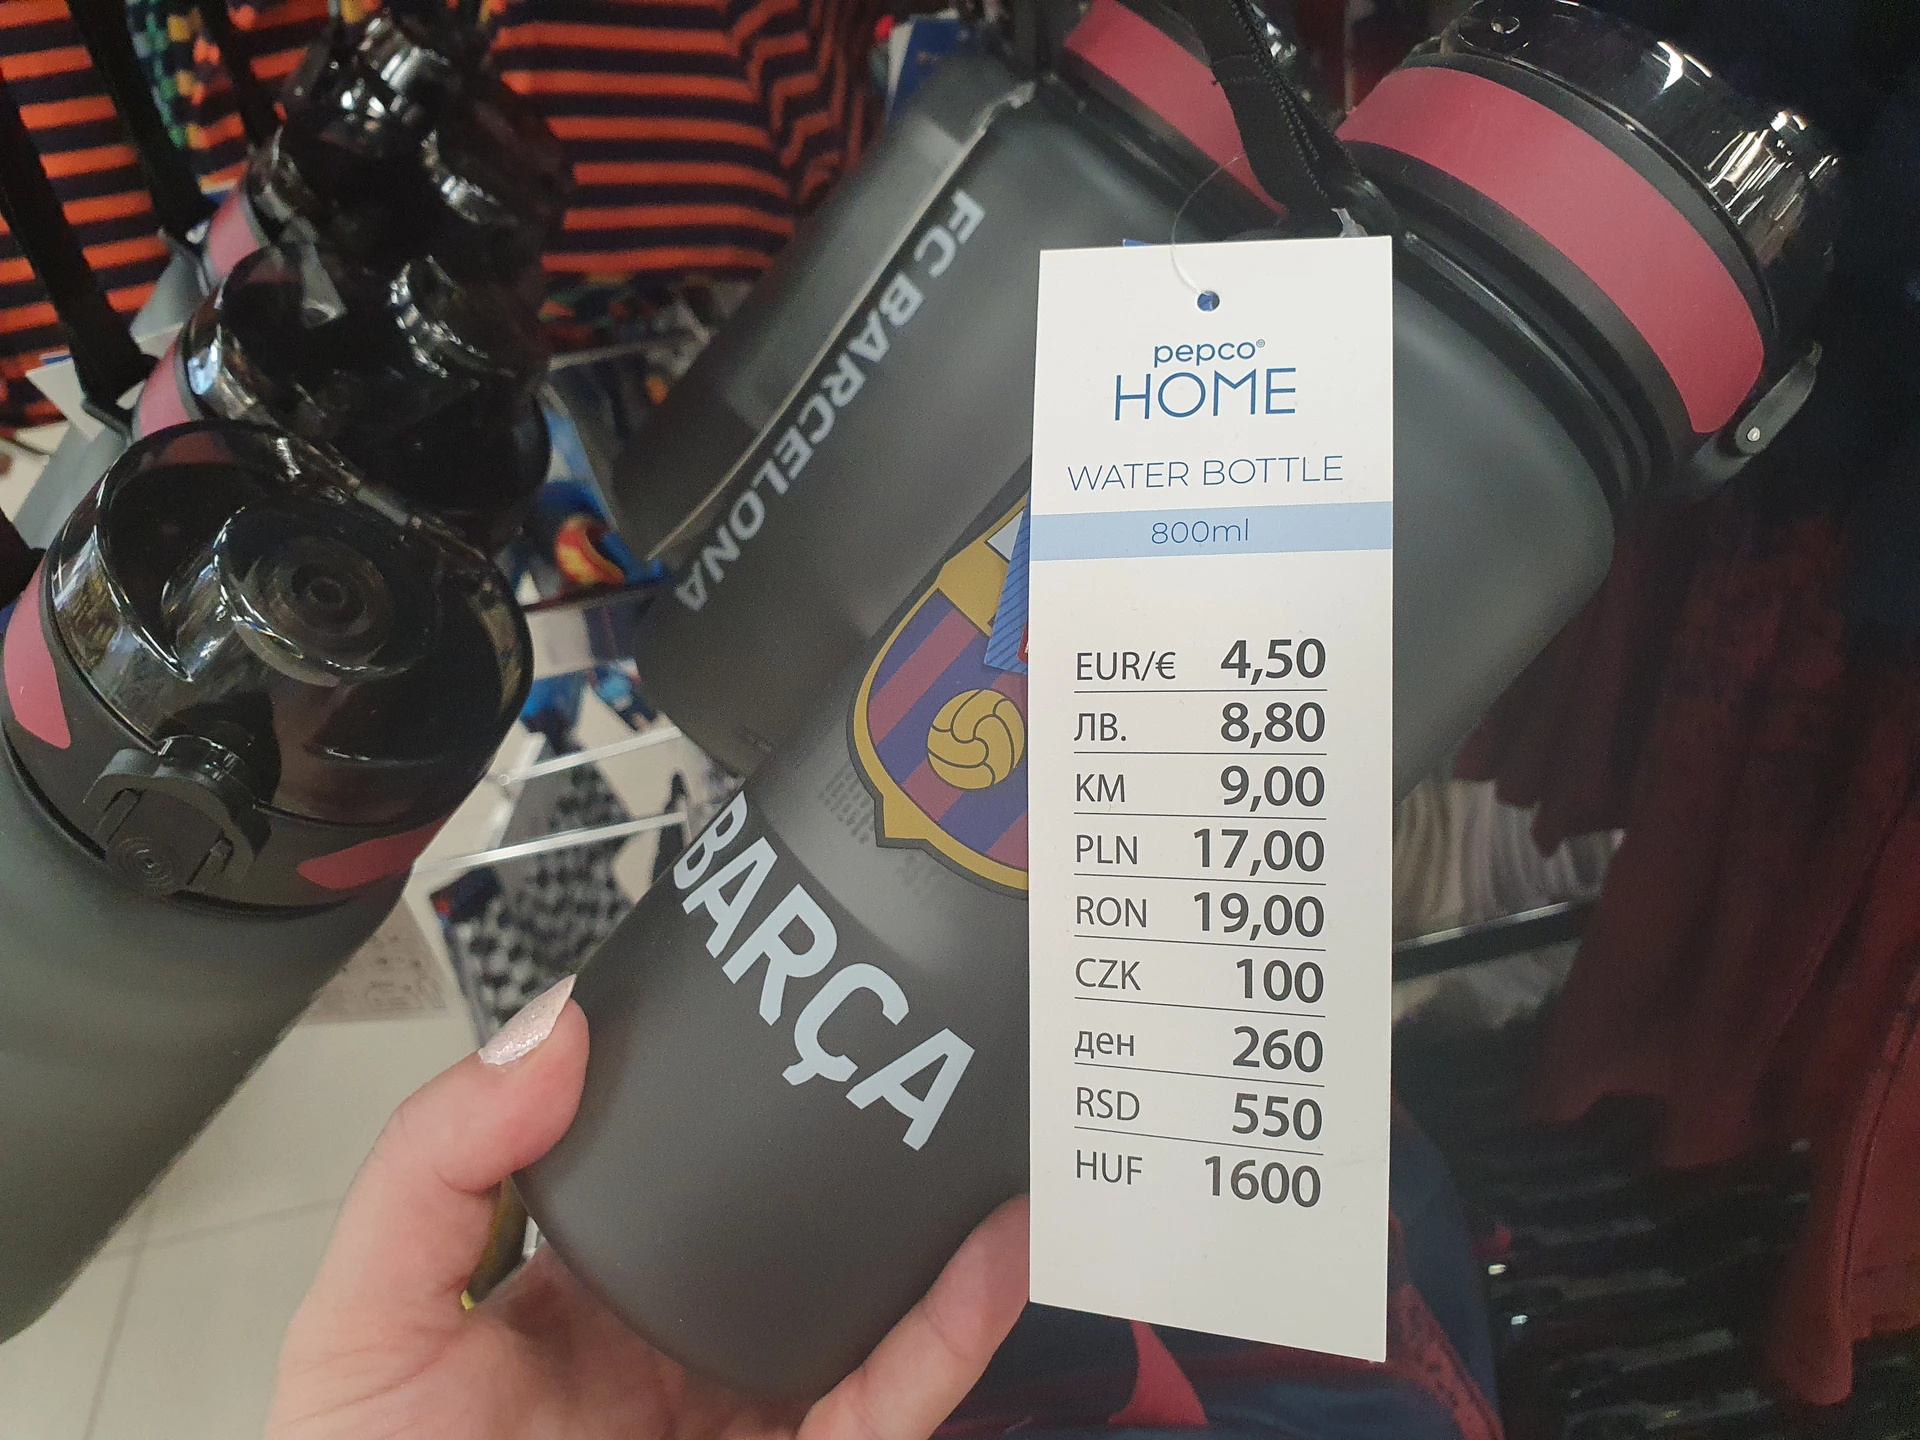 FC BARCELONA
BARÇA
pepco®
HOME
WATER BOTTLE
800ml
EUR/€ 4,50
ЛВ. 8,80
KM 9,00
PLN 17,00
RON 19,00
CZK 100
ден 260
RSD 550
HUF 1600